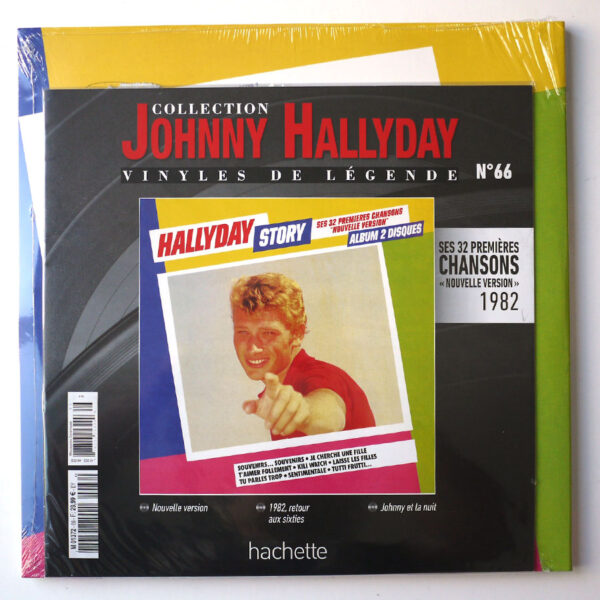 COLLECTION
JOHNNY HALLYDAY
VINYLES DE LÉGENDE N°66
HALLYDAY STORY
SES 32 PREMIERES CHANSONS
"NOUVELLE VERSION"
ALBUM 2 DISQUES
SES 32 PREMIÈRES
CHANSONS
« NOUVELLE VERSION »
1982
SOUVENIRS... SOUVENIRS • JE CHERCHE UNE FILLE
T'AIMER FOLLEMENT • KILI WATCH • LAISSE LES FILLES
TU PARLES TROP • SENTIMENTALE • TUTTI FRUTTI...
Nouvelle version
1982, retour
aux sixties
Johnny et la nuit
hachette